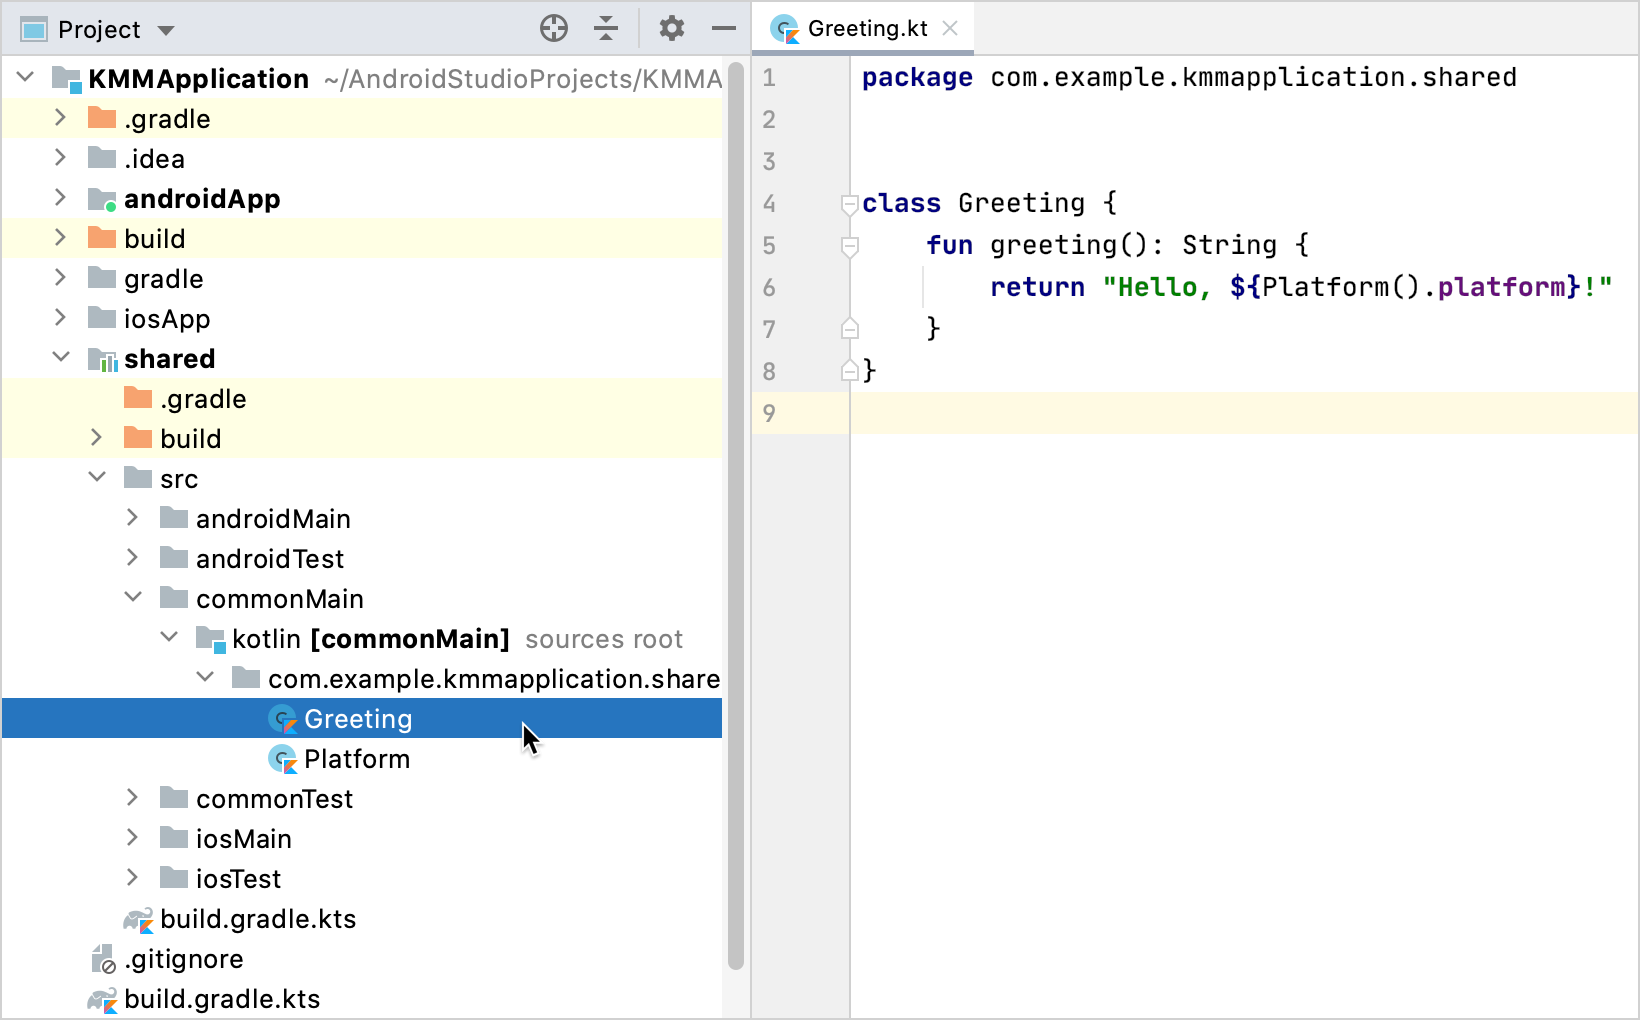 Project
KMMApplication ~/AndroidStudioProjects/KMMA
.gradle
.idea
androidApp
build
gradle
iosApp
shared
.gradle
build
src
androidMain
androidTest
commonMain
kotlin [commonMain] sources root
com.example.kmmapplication.share
Greeting
Platform
commonTest
iosMain
iosTest
build.gradle.kts
.gitignore
build.gradle.kts
Greeting.kt
1 package com.example.kmmapplication.shared
2
3
4 class Greeting {
5     fun greeting(): String {
6         return "Hello, ${Platform().platform}!"
7     }
8 }
9